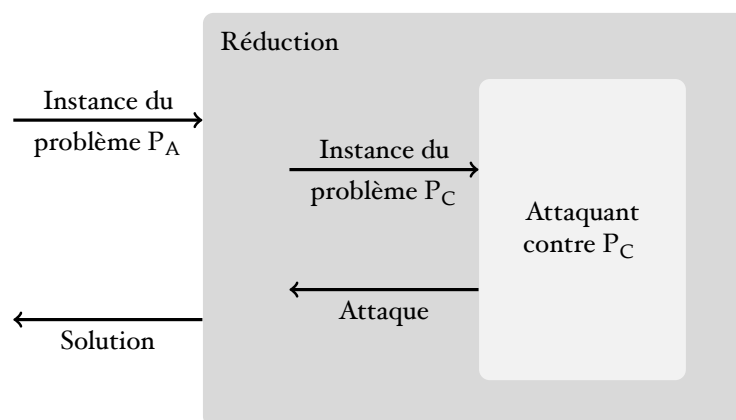 Réduction
Instance du
problème P_A
Instance du
problème P_C
Attaquant
contre P_C
Attaque
Solution